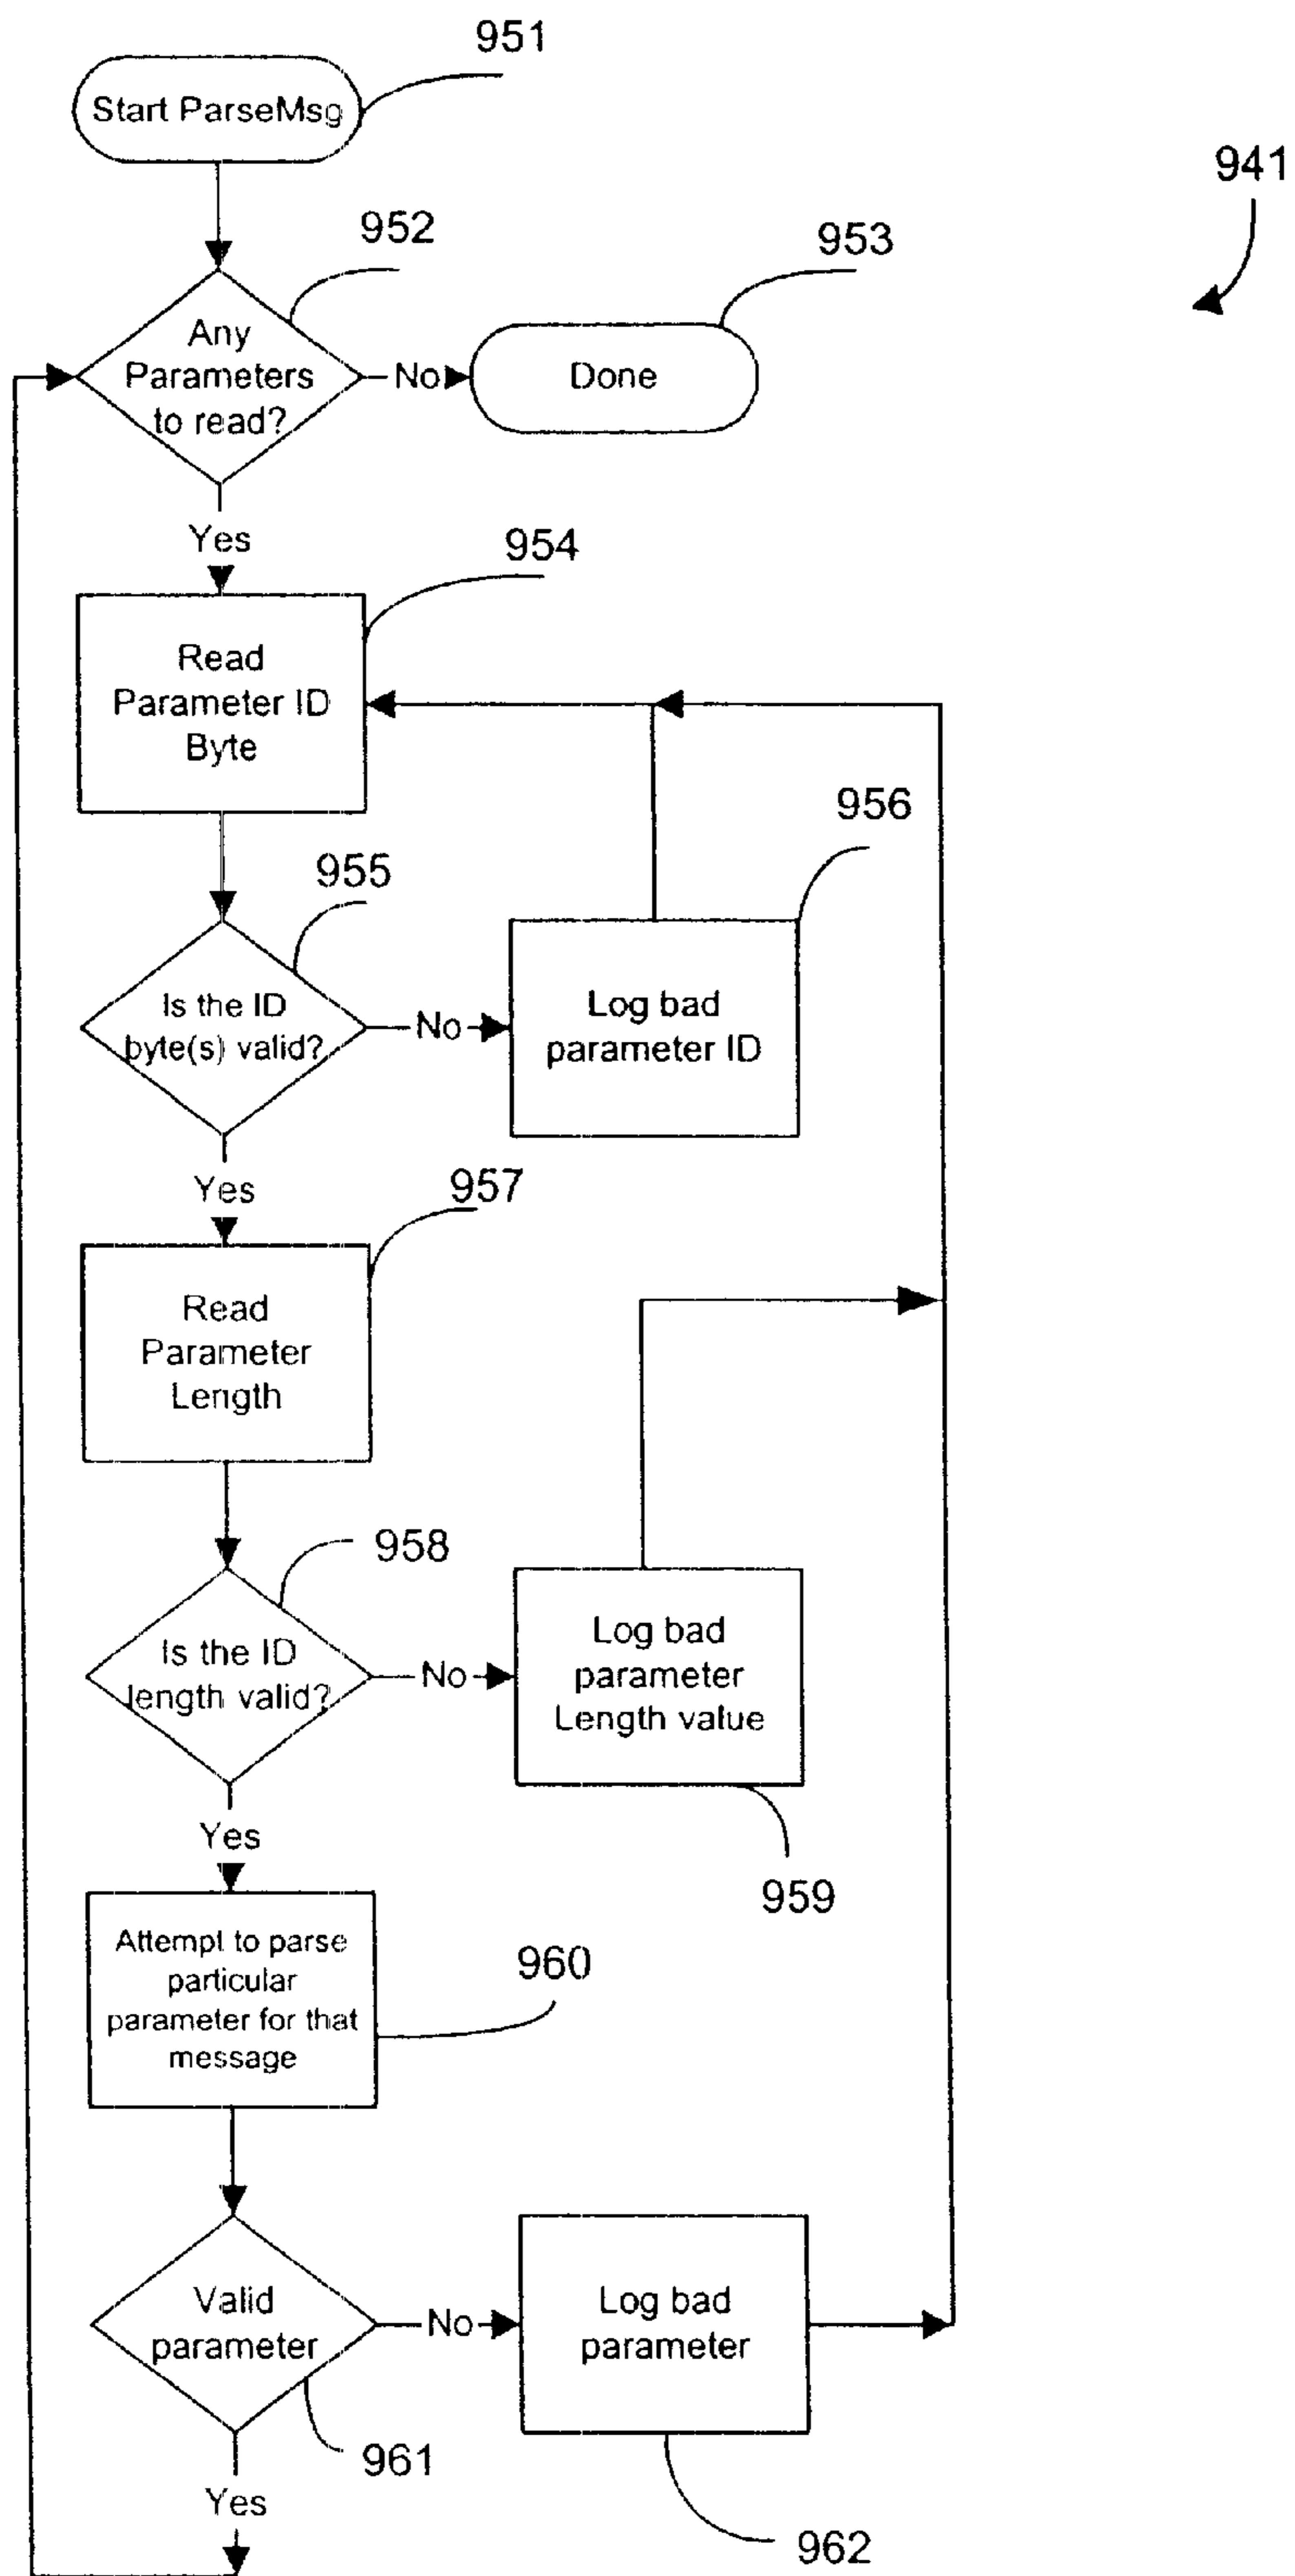 951
Start ParseMsg
941
952
953
Any
Parameters
to read?
No
Done
Yes
954
Read
Parameter ID
Byte
956
955
Is the ID
byte(s) valid?
No
Log bad
parameter ID
Yes
957
Read
Parameter
Length
958
Is the ID
length valid?
No
Log bad
parameter
Length value
Yes
959
Attempt to parse
particular
parameter for that
message
960
Valid
parameter
No
Log bad
parameter
961
Yes
962